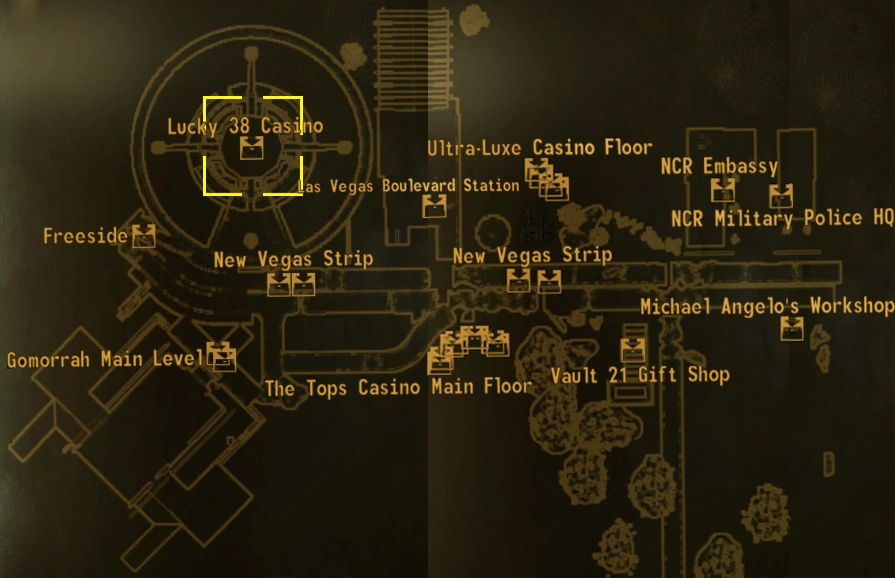 Lucky 38 Casino
Ultra-Luxe Casino Floor
NCR Embassy
Las Vegas Boulevard Station
NCR Military Police HQ
Freeside
New Vegas Strip
New Vegas Strip
Michael Angelo's Workshop
Gomorrah Main Level
The Tops Casino Main Floor
Vault 21 Gift Shop